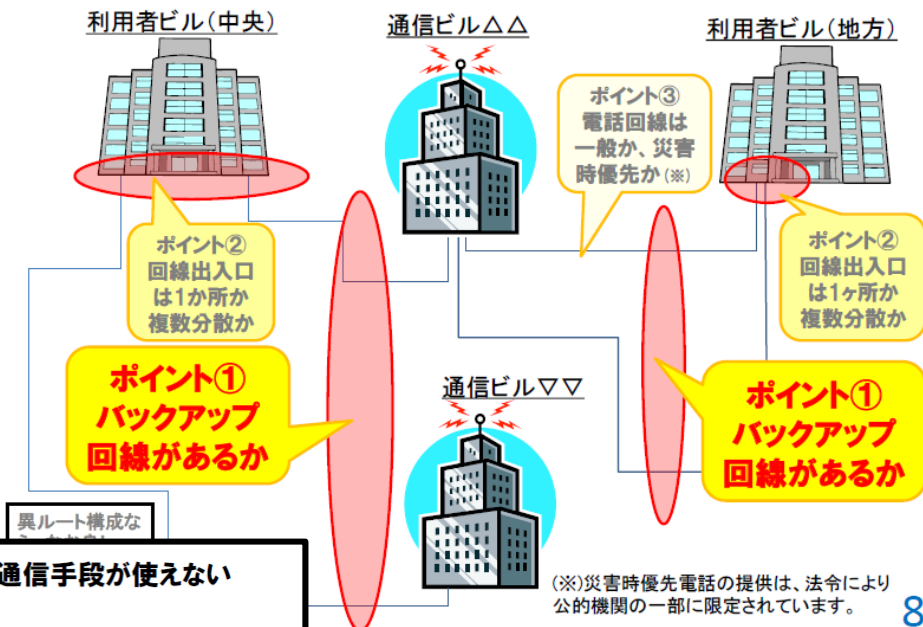 利用者ビル(中央)
通信ビル△△
利用者ビル(地方)
ポイント③
電話回線は
一般か、災害
時優先か(※)
ポイント②
回線出入口
は1か所か
複数分散か
ポイント②
回線出入口
は1ヶ所か
複数分散か
ポイント①
バックアップ
回線があるか
通信ビル▽▽
ポイント①
バックアップ
回線があるか
異ルート構成な
通信手段が使えない
(※)災害時優先電話の提供は、法令により
公的機関の一部に限定されています。
8